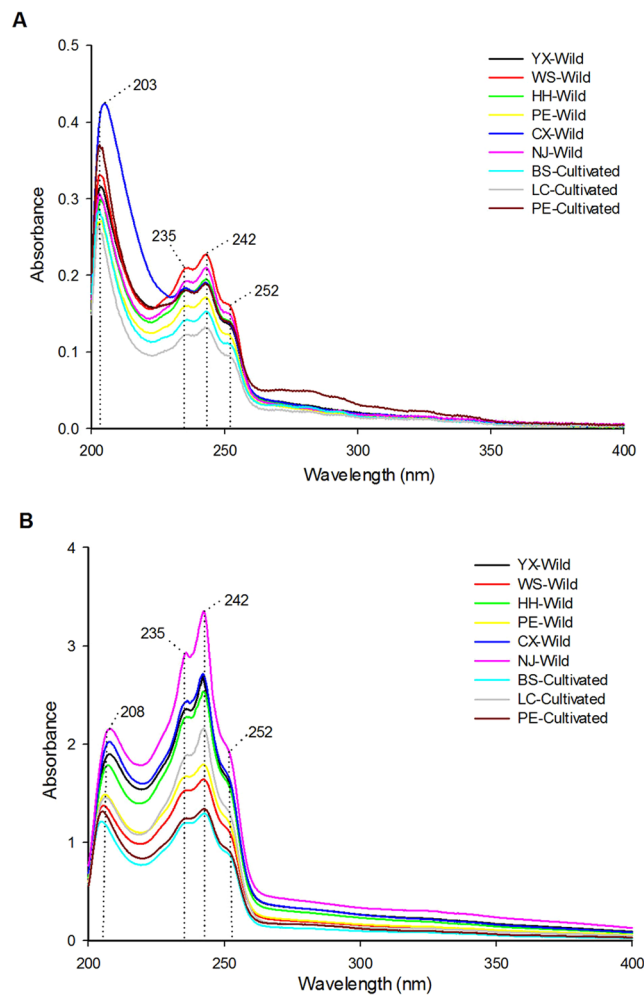 A
0.5
0.4
0.3
0.2
0.1
0.0
Absorbance
203
235
242
252
YX-Wild
WS-Wild
HH-Wild
PE-Wild
CX-Wild
NJ-Wild
BS-Cultivated
LC-Cultivated
PE-Cultivated
200
250
300
350
400
Wavelength (nm)
B
4
3
2
1
0
Absorbance
208
235
242
252
YX-Wild
WS-Wild
HH-Wild
PE-Wild
CX-Wild
NJ-Wild
BS-Cultivated
LC-Cultivated
PE-Cultivated
200
250
300
350
400
Wavelength (nm)